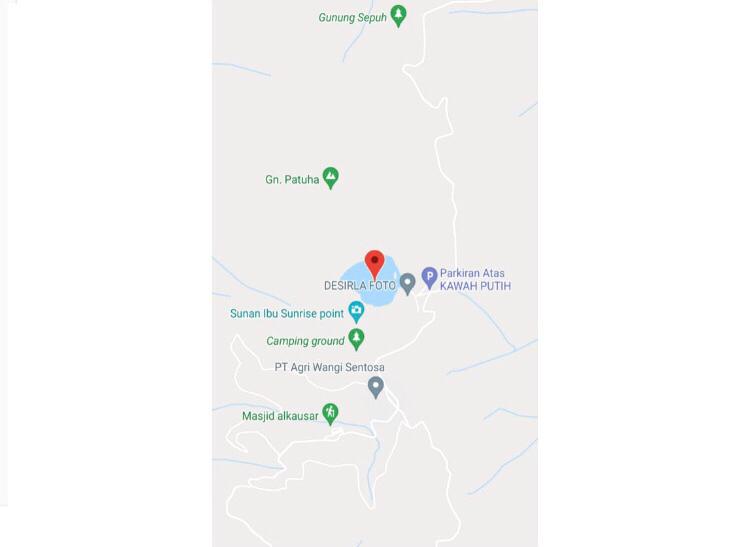 Gunung Sepuh
Gn. Patuha
Parkiran Atas
KAWAH PUTIH
DESIRLA FOTO
P
Sunan Ibu Sunrise point
Camping ground
PT Agri Wangi Sentosa
Masjid alkausar